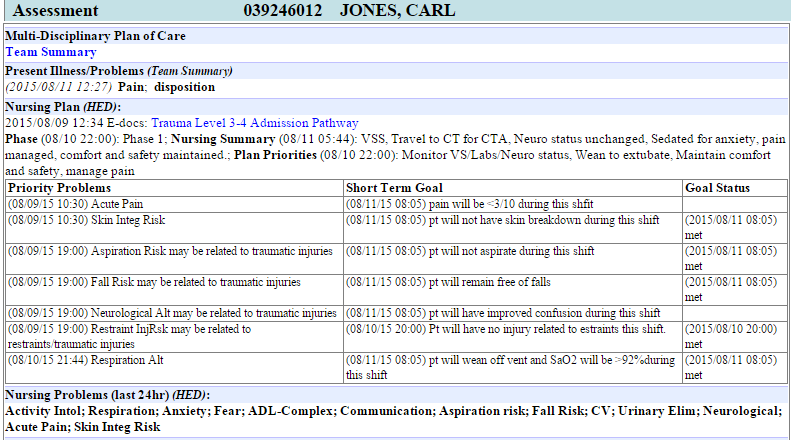 Assessment 039246012 JONES, CARL
Multi-Disciplinary Plan of Care
Team Summary
Present Illness/Problems (Team Summary)
(2015/08/11 12:27) Pain; disposition
Nursing Plan (HED):
2015/08/09 12:34 E-docs: Trauma Level 3-4 Admission Pathway
Phase (08/10 22:00): Phase 1; Nursing Summary (08/11 05:44): VSS, Travel to CT for CTA, Neuro status unchanged, Sedated for anxiety, pain
managed, comfort and safety maintained.; Plan Priorities (08/10 22:00): Monitor VS/Labs/Neuro status, Wean to extubate, Maintain comfort
and safety, manage pain
Priority Problems Short Term Goal Goal Status
(08/09/15 10:30) Acute Pain (08/11/15 08:05) pain will be <3/10 during this shfit
(08/09/15 10:30) Skin Integ Risk (08/11/15 08:05) pt will not have skin breakdown during this shift (2015/08/11 08:05)
met
(08/09/15 19:00) Aspiration Risk may be related to traumatic injuries (08/11/15 08:05) pt will not aspirate during this shift (2015/08/11 08:05)
met
(08/09/15 19:00) Fall Risk may be related to traumatic injuries (08/11/15 08:05) pt will remain free of falls (2015/08/11 08:05)
met
(08/09/15 19:00) Neurological Alt may be related to traumatic injuries (08/11/15 08:05) pt will have improved confusion during this shift
(08/09/15 19:00) Restraint InjRsk may be related to (08/10/15 20:00) Pt will have no injury related to estraints this shift. (2015/08/10 20:00)
restraints/traumatic injuries met
(08/10/15 21:44) Respiration Alt (08/11/15 08:05) pt will wean off vent and SaO2 will be >92%during (2015/08/11 08:05)
this shift met
Nursing Problems (last 24hr) (HED):
Activity Intol; Respiration; Anxiety; Fear; ADL-Complex; Communication; Aspiration risk; Fall Risk; CV; Urinary Elim; Neurological;
Acute Pain; Skin Integ Risk